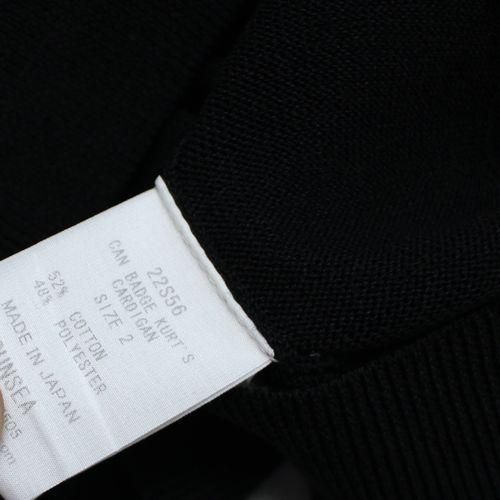 22S56
CAN BADGE KURT'S
CARDIGAN
SIZE 2
52% COTTON
48% POLYESTER
MADE IN JAPAN